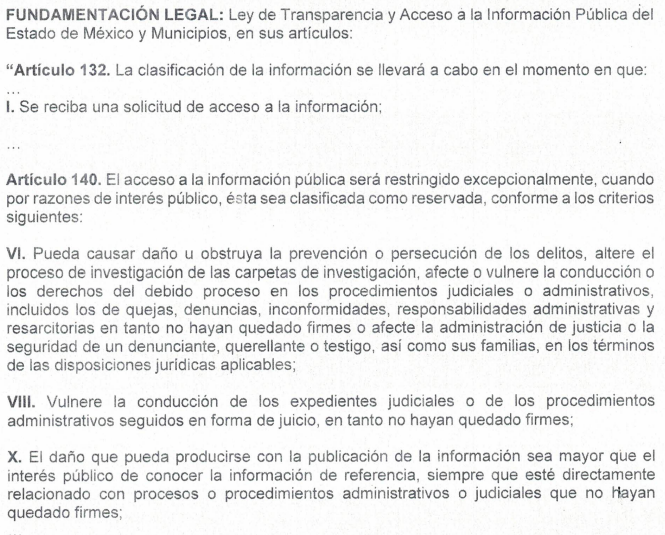 FUNDAMENTACIÓN LEGAL: Ley de Transparencia y Acceso a la Información Pública del
Estado de México y Municipios, en sus artículos:
“Artículo 132. La clasificación de la información se llevará a cabo en el momento en que:
...
I. Se reciba una solicitud de acceso a la información;
...
Artículo 140. El acceso a la información pública será restringido excepcionalmente, cuando
por razones de interés público, ésta sea clasificada como reservada, conforme a los criterios
siguientes:
VI. Pueda causar daño u obstruya la prevención o persecución de los delitos, altere el
proceso de investigación de las carpetas de investigación, afecte o vulnere la conducción o
los derechos del debido proceso en los procedimientos judiciales o administrativos,
incluidos los de quejas, denuncias, inconformidades, responsabilidades administrativas y
resarcitorias en tanto no hayan quedado firmes o afecte la administración de justicia o la
seguridad de un denunciante, querellante o testigo, así como sus familias, en los términos
de las disposiciones jurídicas aplicables;
VIII. Vulnere la conducción de los expedientes judiciales o de los procedimientos
administrativos seguidos en forma de juicio, en tanto no hayan quedado firmes;
X. El daño que pueda producirse con la publicación de la información sea mayor que el
interés público de conocer la información de referencia, siempre que esté directamente
relacionado con procesos o procedimientos administrativos o judiciales que no hayan
quedado firmes;